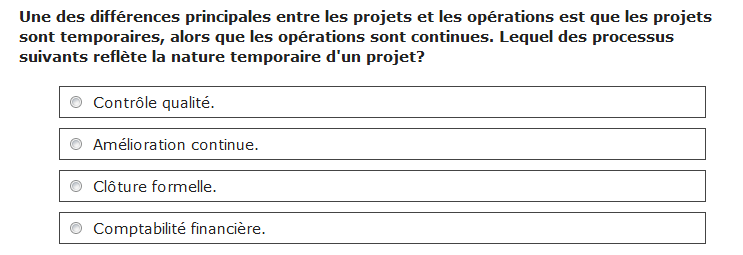 Une des différences principales entre les projets et les opérations est que les projets
sont temporaires, alors que les opérations sont continues. Lequel des processus
suivants reflète la nature temporaire d'un projet?
Contrôle qualité.
Amélioration continue.
Clôture formelle.
Comptabilité financière.